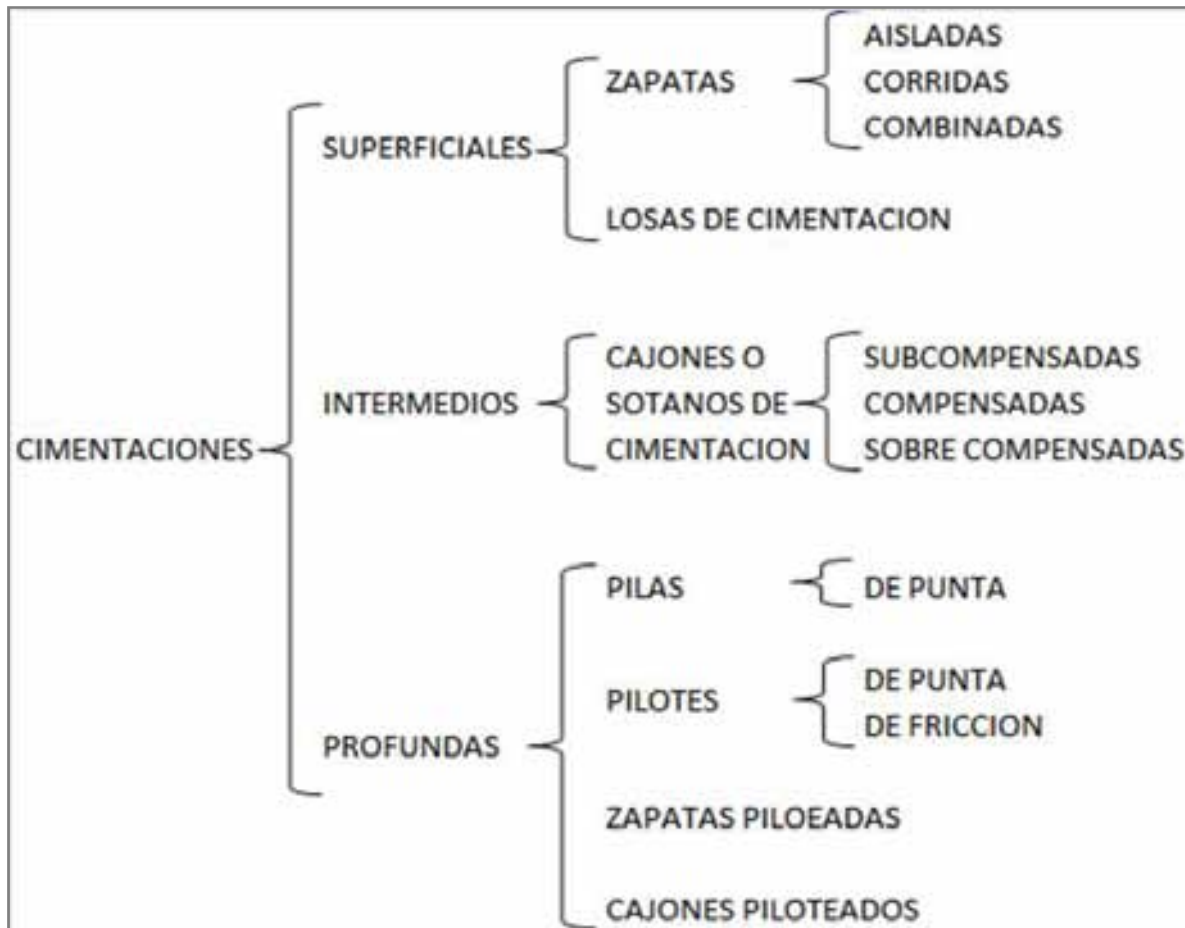 CIMENTACIONES
SUPERFICIALES
ZAPATAS
AISLADAS
CORRIDAS
COMBINADAS
LOSAS DE CIMENTACION
INTERMEDIOS
CAJONES O
SOTANOS DE
CIMENTACION
SUBCOMPENSADAS
COMPENSADAS
SOBRE COMPENSADAS
PROFUNDAS
PILAS
DE PUNTA
PILOTES
DE PUNTA
DE FRICCION
ZAPATAS PILOEADAS
CAJONES PILOTEADOS